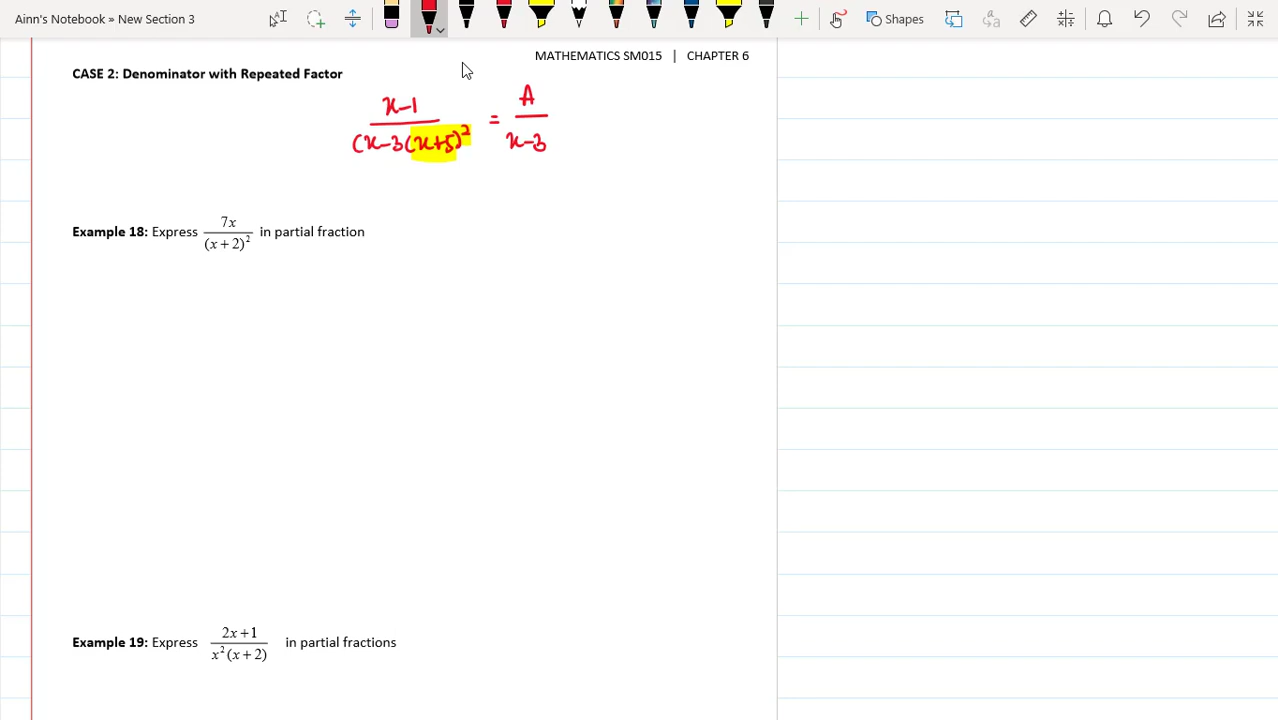 Ainn's Notebook » New Section 3
Shapes
MATHEMATICS SM015 | CHAPTER 6
CASE 2: Denominator with Repeated Factor
x-1 / (x-3(x+5)² = A / x-3
Example 18: Express 7x / (x+2)² in partial fraction
Example 19: Express 2x+1 / x²(x+2) in partial fractions